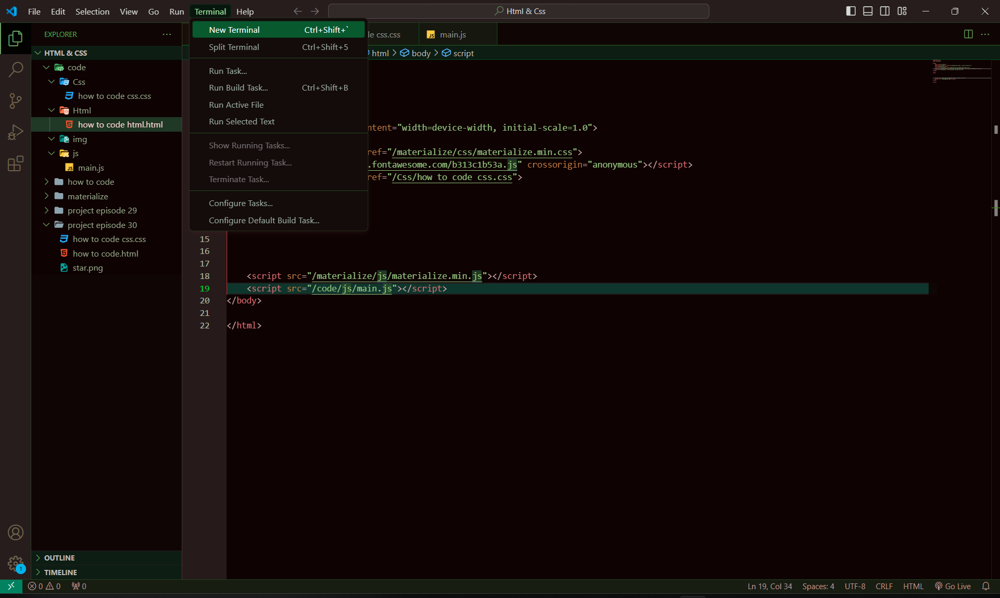 File Edit Selection View Go Run Terminal Help
Html & Css
EXPLORER
HTML & CSS
code
Css
how to code css.css
Html
how to code html.html
img
js
main.js
how to code
materialize
project episode 29
project episode 30
how to code css.css
how to code.html
star.png
OUTLINE
TIMELINE
New Terminal Ctrl+Shift+`
Split Terminal Ctrl+Shift+5
Run Task...
Run Build Task... Ctrl+Shift+B
Run Active File
Run Selected Text
Show Running Tasks...
Restart Running Task...
Terminate Task...
Configure Tasks...
Configure Default Build Task...
le css.css
JS main.js
html > body > script
ntent="width=device-width, initial-scale=1.0">
ref="/materialize/css/materialize.min.css">
.fontawesome.com/b313c1b53a.js" crossorigin="anonymous"></script>
ref="/Css/how to code css.css">
15
16
17
18 <script src="/materialize/js/materialize.min.js"></script>
19 <script src="/code/js/main.js"></script>
20 </body>
21
22 </html>
1
0 0 0
Ln 19, Col 34 Spaces: 4 UTF-8 CRLF HTML Go Live